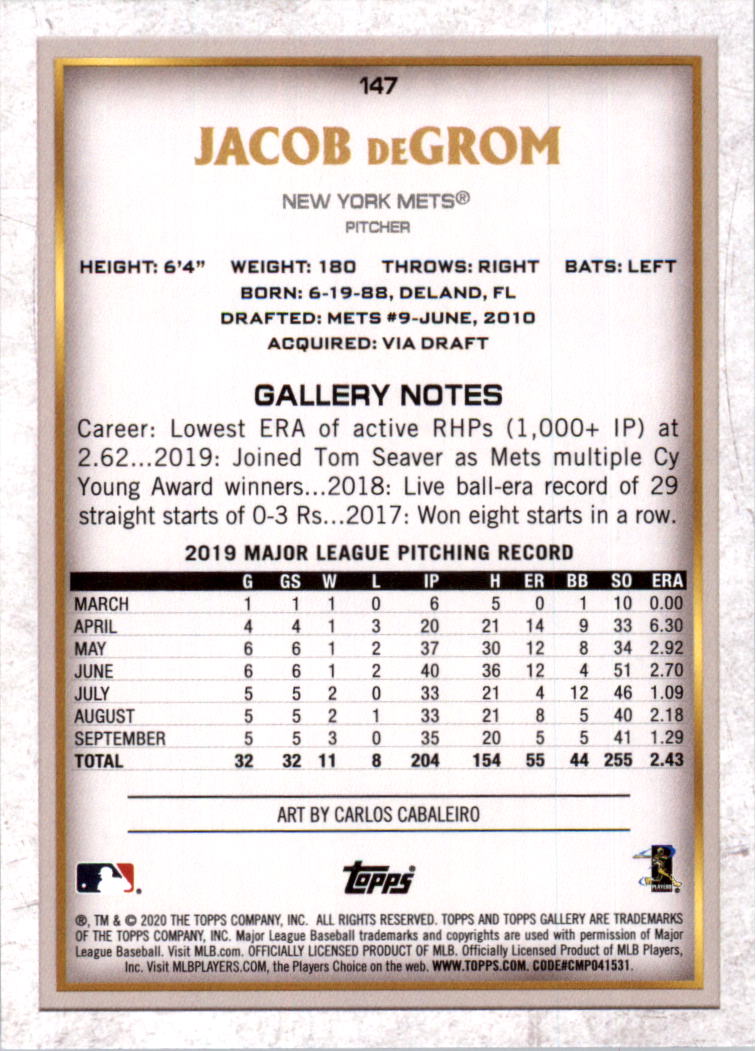 147
JACOB DEGROM
NEW YORK METS®
PITCHER
HEIGHT: 6'4" WEIGHT: 180 THROWS: RIGHT BATS: LEFT
BORN: 6-19-88, DELAND, FL
DRAFTED: METS #9-JUNE, 2010
ACQUIRED: VIA DRAFT
GALLERY NOTES
Career: Lowest ERA of active RHPs (1,000+ IP) at
2.62...2019: Joined Tom Seaver as Mets multiple Cy
Young Award winners...2018: Live ball-era record of 29
straight starts of 0-3 Rs...2017: Won eight starts in a row.
2019 MAJOR LEAGUE PITCHING RECORD
G GS W L IP H ER BB SO ERA
MARCH 1 1 1 0 6 5 0 1 10 0.00
APRIL 4 4 1 3 20 21 14 9 33 6.30
MAY 6 6 1 2 37 30 12 8 34 2.92
JUNE 6 6 1 2 40 36 12 4 51 2.70
JULY 5 5 2 0 33 21 4 12 46 1.09
AUGUST 5 5 2 1 33 21 8 5 40 2.18
SEPTEMBER 5 5 3 0 35 20 5 5 41 1.29
TOTAL 32 32 11 8 204 154 55 44 255 2.43
ART BY CARLOS CABALEIRO
topps
PLAYERS
®, TM & © 2020 THE TOPPS COMPANY, INC. ALL RIGHTS RESERVED. TOPPS AND TOPPS GALLERY ARE TRADEMARKS
OF THE TOPPS COMPANY, INC. Major League Baseball trademarks and copyrights are used with permission of Major
League Baseball. Visit MLB.com. OFFICIALLY LICENSED PRODUCT OF MLB. Officially Licensed Product of MLB Players,
Inc. Visit MLBPLAYERS.COM, the Players Choice on the web. WWW.TOPPS.COM. CODE#CMP041531.